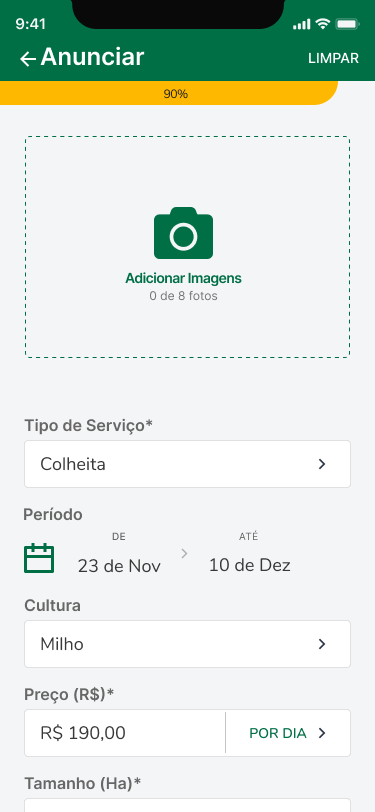 9:41
Anunciar
LIMPAR
90%
Adicionar Imagens
0 de 8 fotos
Tipo de Serviço*
Colheita
Período
DE
ATÉ
23 de Nov
10 de Dez
Cultura
Milho
Preço (R$)*
R$ 190,00
POR DIA
Tamanho (Ha)*